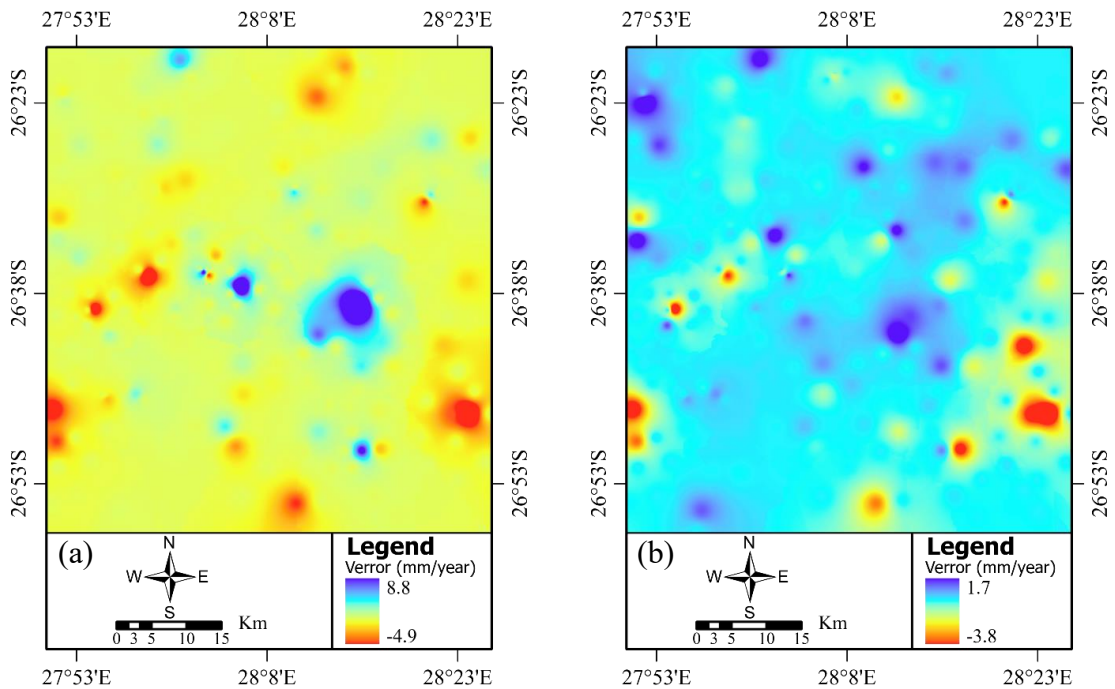 27°53'E 28°8'E 28°23'E 27°53'E 28°8'E 28°23'E
26°23'S 26°23'S 26°23'S 26°23'S
26°38'S 26°38'S 26°38'S 26°38'S
26°53'S 26°53'S 26°53'S 26°53'S
(a) N W E S
0 3 5 10 15 Km
Legend
Verror (mm/year)
8.8
-4.9
(b) N W E S
0 3 5 10 15 Km
Legend
Verror (mm/year)
1.7
-3.8
27°53'E 28°8'E 28°23'E 27°53'E 28°8'E 28°23'E